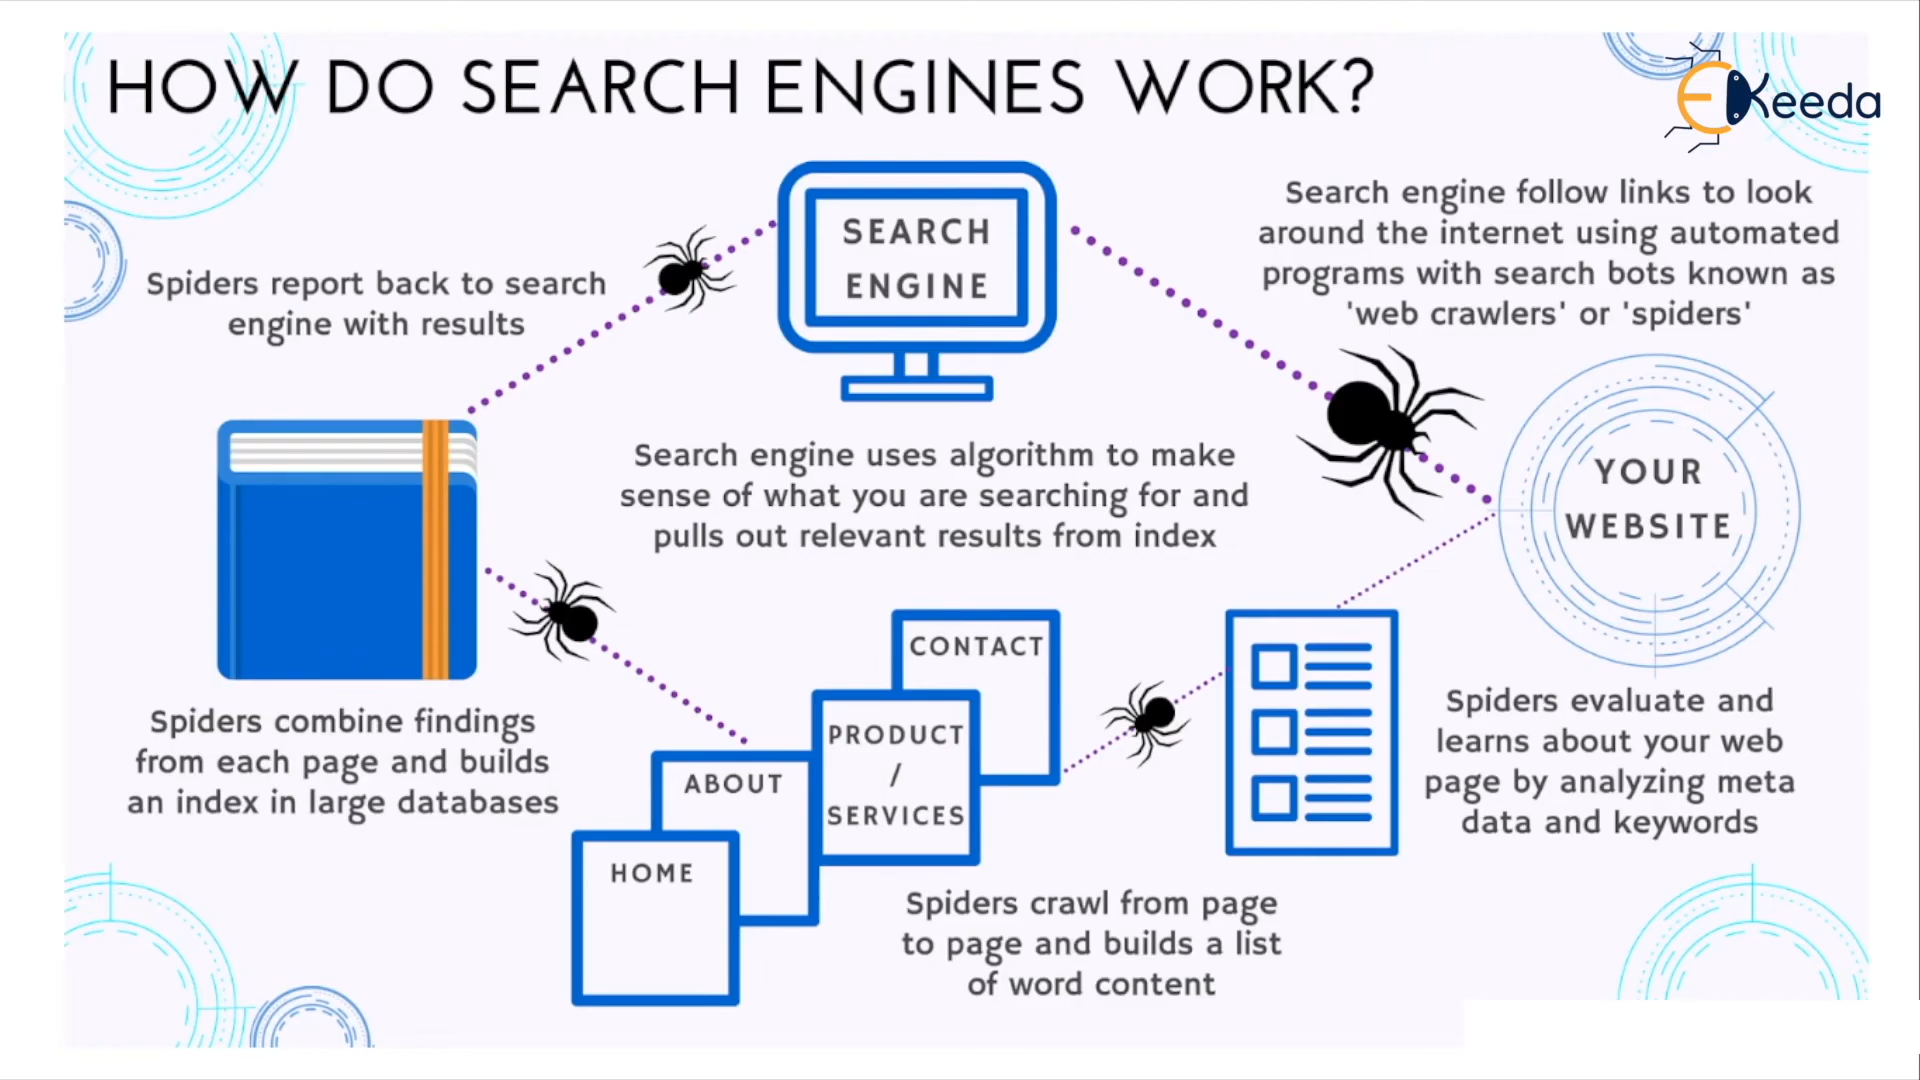 HOW DO SEARCH ENGINES WORK?
EKeeda
SEARCH
ENGINE
Search engine follow links to look
around the internet using automated
programs with search bots known as
'web crawlers' or 'spiders'
Spiders report back to search
engine with results
Search engine uses algorithm to make
sense of what you are searching for and
pulls out relevant results from index
YOUR
WEBSITE
Spiders evaluate and
learns about your web
page by analyzing meta
data and keywords
CONTACT
PRODUCT
/
SERVICES
ABOUT
HOME
Spiders crawl from page
to page and builds a list
of word content
Spiders combine findings
from each page and builds
an index in large databases